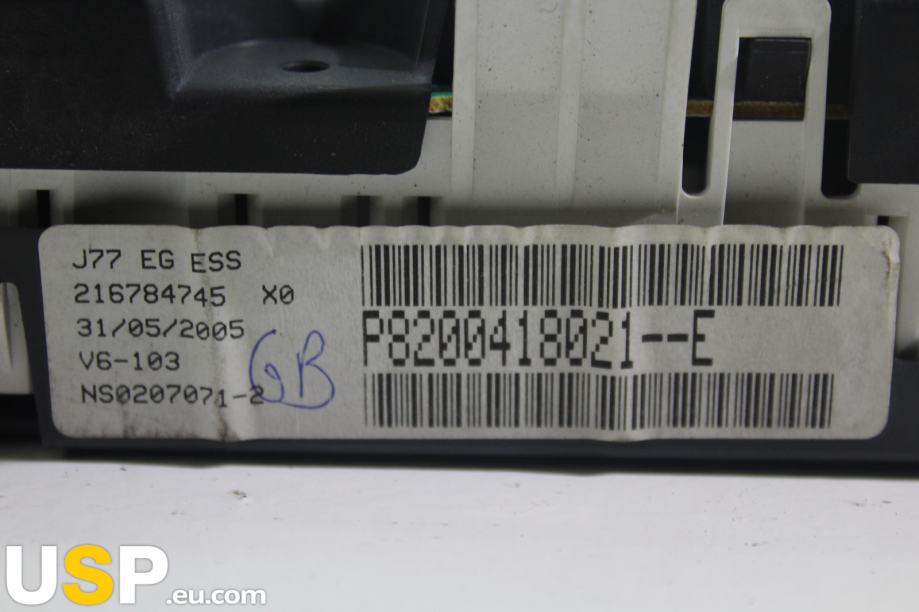 J77 EG ESS
216784745 X0
31/05/2005
V6-103
NS0207071-2
GB
P8200418021--E
USP.eu.com